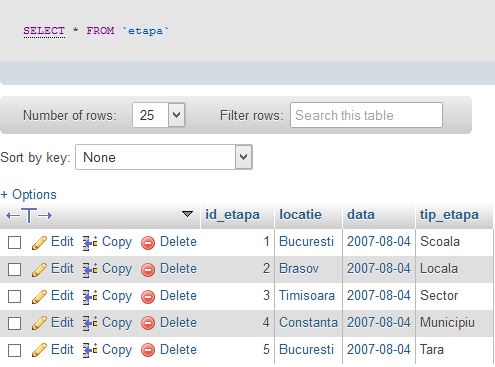 SELECT * FROM `etapa`
Number of rows: 25 Filter rows: Search this table
Sort by key: None
+ Options
id_etapa locatie data tip_etapa
Edit Copy Delete 1 Bucuresti 2007-08-04 Scoala
Edit Copy Delete 2 Brasov 2007-08-04 Locala
Edit Copy Delete 3 Timisoara 2007-08-04 Sector
Edit Copy Delete 4 Constanta 2007-08-04 Municipiu
Edit Copy Delete 5 Bucuresti 2007-08-04 Tara